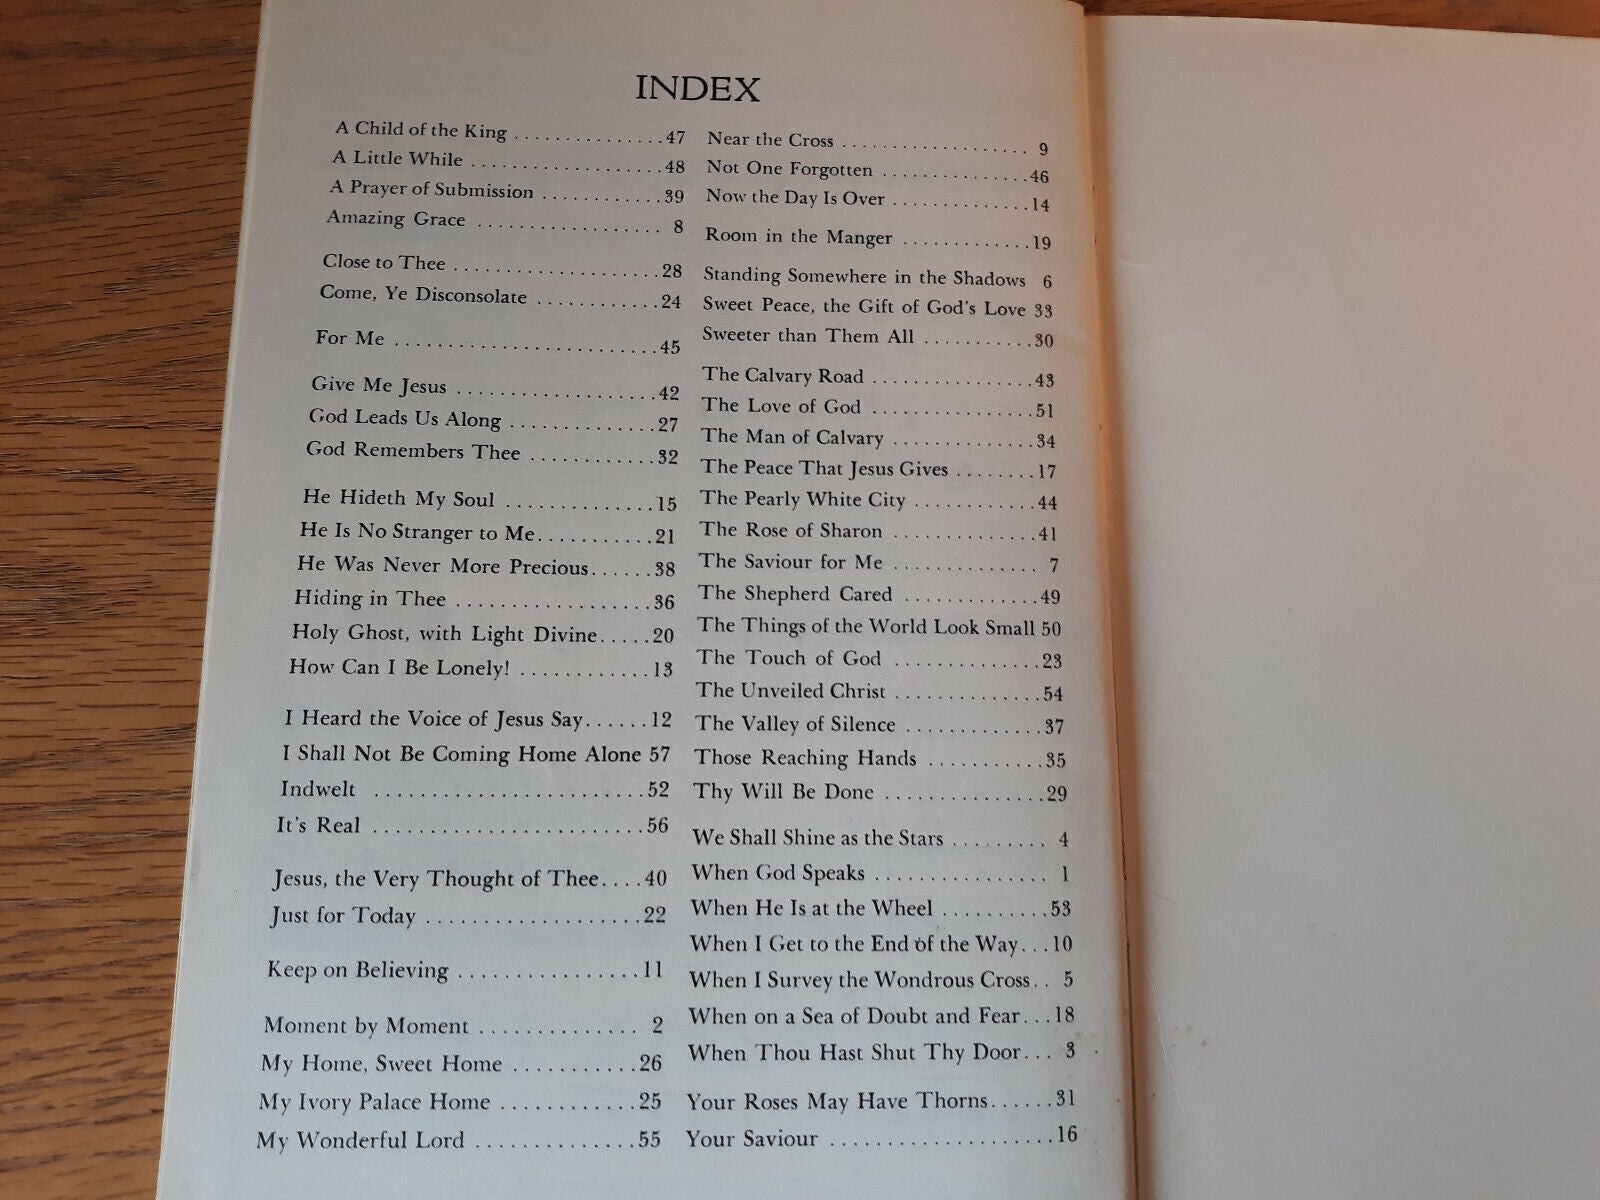 INDEX
A Child of the King ..............47
A Little While ...................48
A Prayer of Submission ............39
Amazing Grace .................. 8
Close to Thee ....................28
Come, Ye Disconsolate ............24
For Me .........................45
Give Me Jesus ...................42
God Leads Us Along ..............27
God Remembers Thee ............32
He Hideth My Soul ..............15
He Is No Stranger to Me...........21
He Was Never More Precious......38
Hiding in Thee ...................36
Holy Ghost, with Light Divine.....20
How Can I Be Lonely! ............13
I Heard the Voice of Jesus Say......12
I Shall Not Be Coming Home Alone 57
Indwelt ........................52
It's Real ........................56
Jesus, the Very Thought of Thee....40
Just for Today ...................22
Keep on Believing ................11
Moment by Moment .............. 2
My Home, Sweet Home ...........26
My Ivory Palace Home ............25
My Wonderful Lord ..............55
Near the Cross ................... 9
Not One Forgotten ..............46
Now the Day Is Over .............14
Room in the Manger ............19
Standing Somewhere in the Shadows 6
Sweet Peace, the Gift of God's Love 33
Sweeter than Them All ..........30
The Calvary Road ...............43
The Love of God ...............51
The Man of Calvary .............34
The Peace That Jesus Gives ........17
The Pearly White City ...........44
The Rose of Sharon .............41
The Saviour for Me ............. 7
The Shepherd Cared ............49
The Things of the World Look Small 50
The Touch of God .............23
The Unveiled Christ .............54
The Valley of Silence ............37
Those Reaching Hands ..........35
Thy Will Be Done ...............29
We Shall Shine as the Stars ......... 4
When God Speaks ................ 1
When He Is at the Wheel ..........53
When I Get to the End of the Way...10
When I Survey the Wondrous Cross.. 5
When on a Sea of Doubt and Fear...18
When Thou Hast Shut Thy Door... 3
Your Roses May Have Thorns......31
Your Saviour ....................16